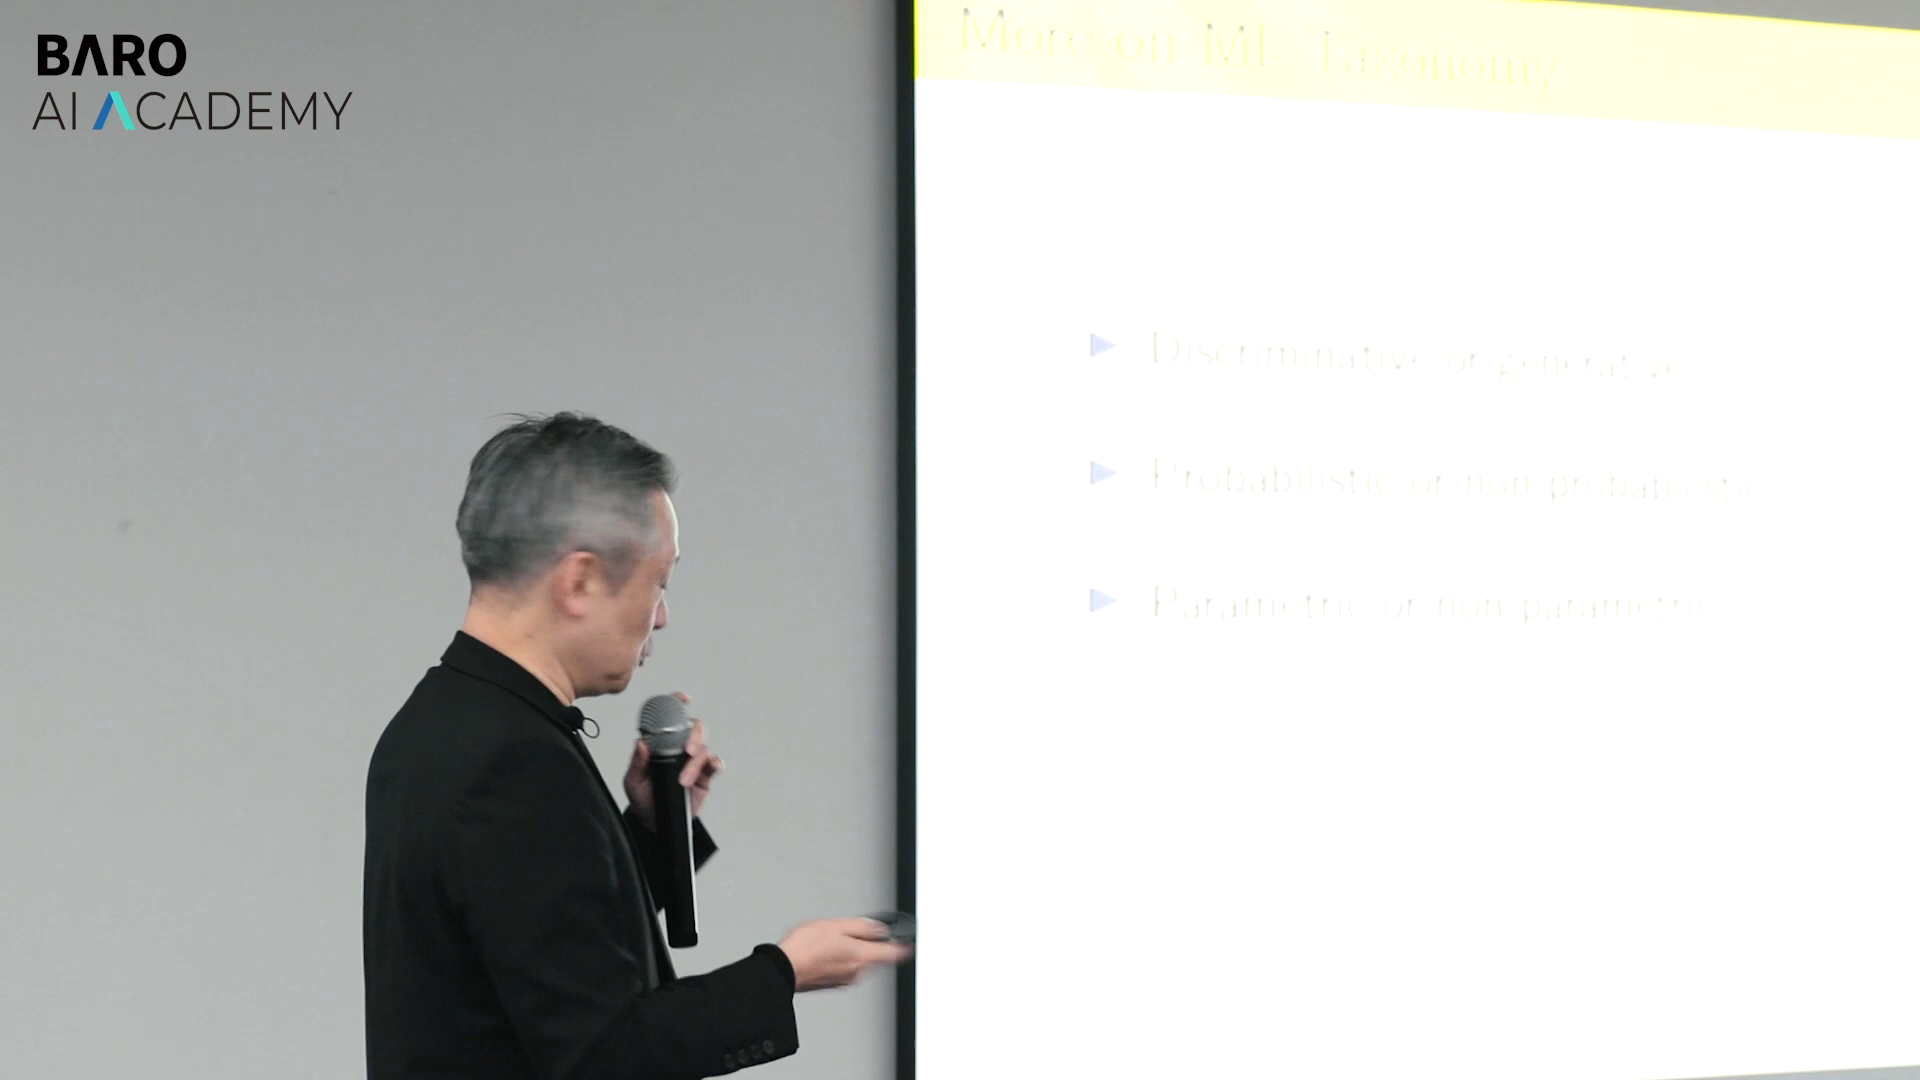 BARO
AI ACADEMY
More on ML Taxonomy
Discriminative or generative
Probabilistic or non probabilistic
Parametric or non parametric